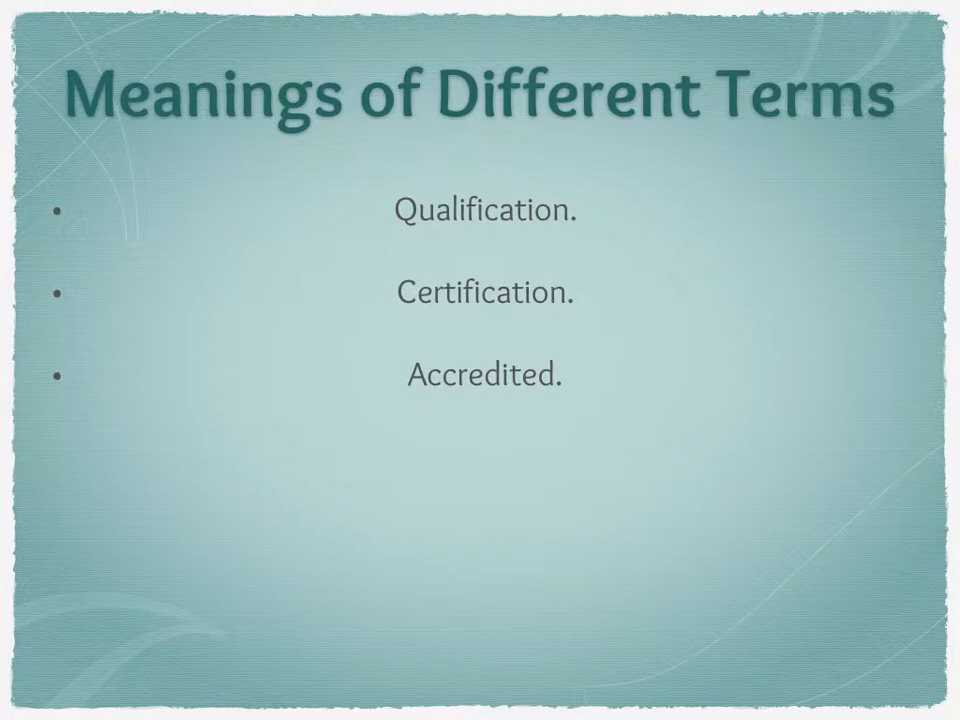 Meanings of Different Terms
• Qualification.
• Certification.
• Accredited.